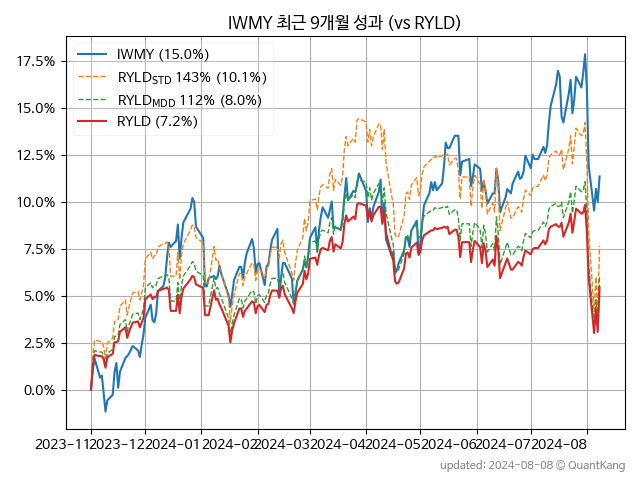 IWMY 최근 9개월 성과 (vs RYLD)
IWMY (15.0%)
RYLD_STD 143% (10.1%)
RYLD_MDD 112% (8.0%)
RYLD (7.2%)
17.5%
15.0%
12.5%
10.0%
7.5%
5.0%
2.5%
0.0%
2023-11 2023-12 2024-01 2024-02 2024-03 2024-04 2024-05 2024-06 2024-07 2024-08
updated: 2024-08-08 © QuantKang